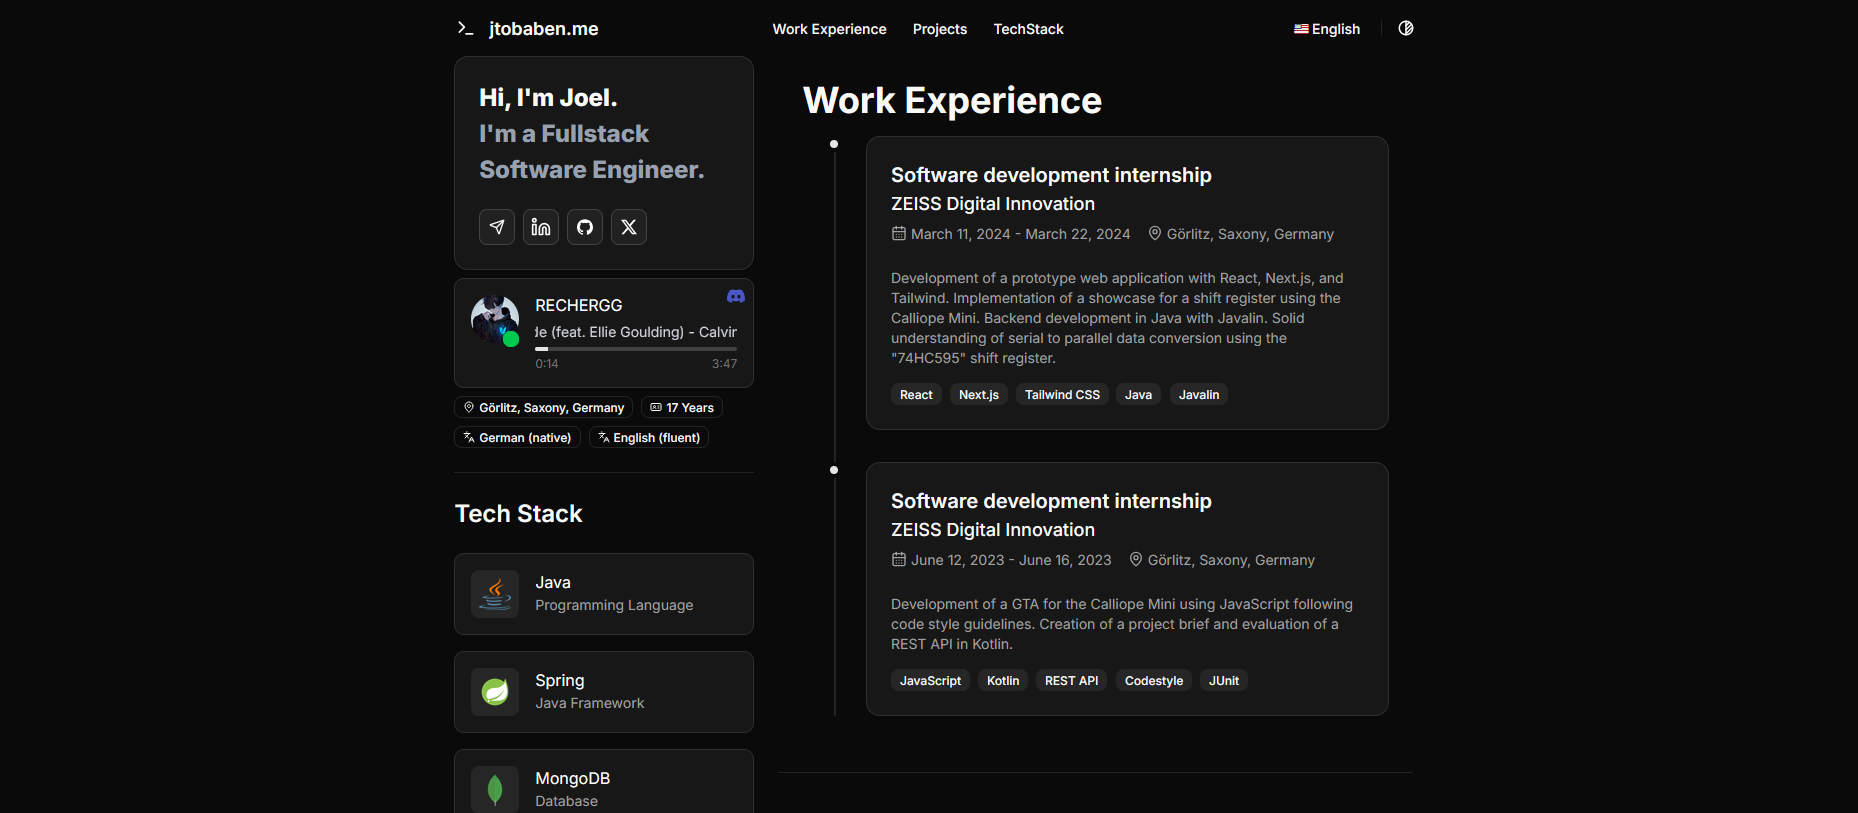 jtobaben.me
Work Experience
Projects
TechStack
English
Hi, I'm Joel.
I'm a Fullstack
Software Engineer.
RECHERGG
(feat. Ellie Goulding) -
0:14
3:47
Görlitz, Saxony, Germany
17 Years
German (native)
English (fluent)
Tech Stack
Java
Programming Language
Spring
Java Framework
MongoDB
Database
Work Experience
Software development internship
ZEISS Digital Innovation
March 11, 2024 - March 22, 2024
Görlitz, Saxony, Germany
Development of a prototype web application with React, Next.js, and
Tailwind. Implementation of a showcase for a shift register using the
Calliope Mini. Backend development in Java with Javalin. Solid
understanding of serial to parallel data conversion using the
"74HC595" shift register.
React
Next.js
Tailwind CSS
Java
Javalin
Software development internship
ZEISS Digital Innovation
June 12, 2023 - June 16, 2023
Görlitz, Saxony, Germany
Development of a GTA for the Calliope Mini using JavaScript following
code style guidelines. Creation of a project brief and evaluation of a
REST API in Kotlin.
JavaScript
Kotlin
REST API
Codestyle
JUnit